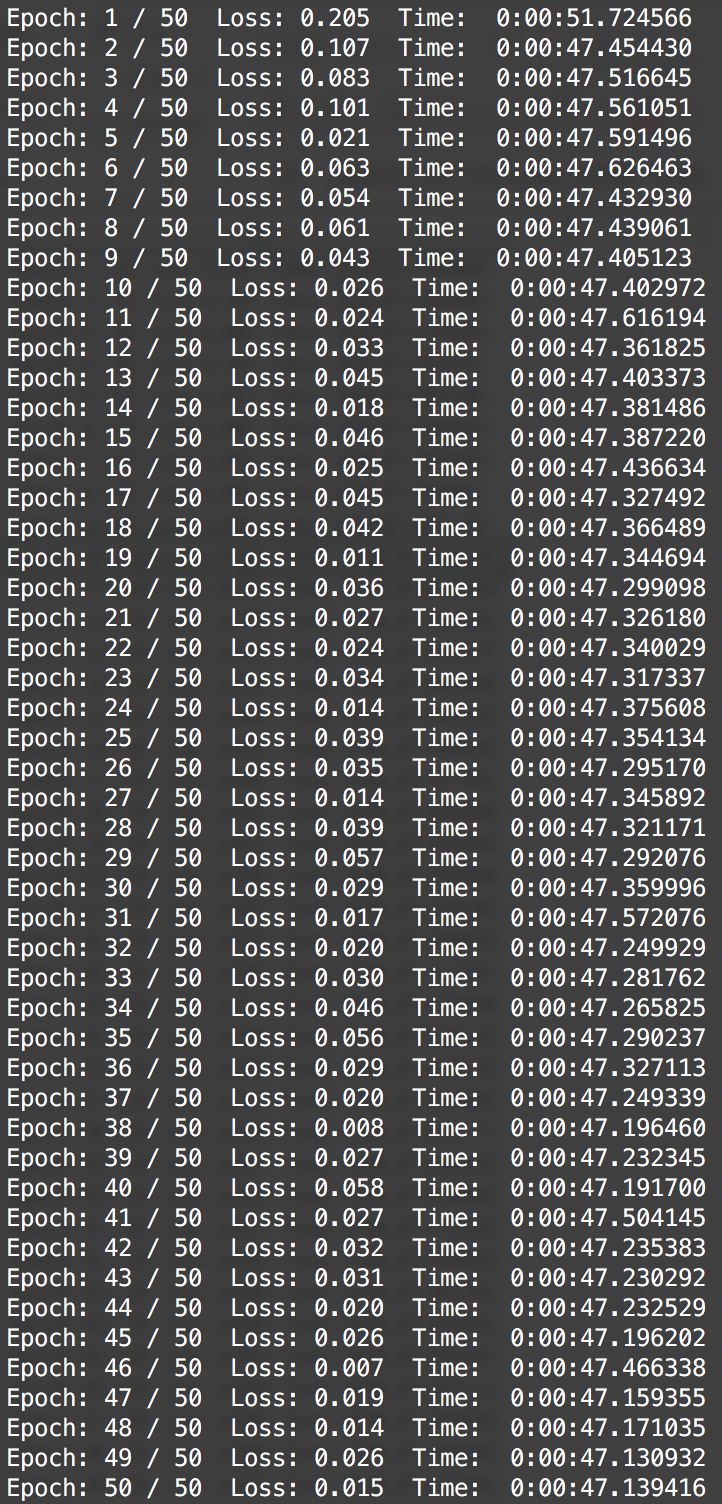 Epoch: 1 / 50  Loss: 0.205  Time:  0:00:51.724566
Epoch: 2 / 50  Loss: 0.107  Time:  0:00:47.454430
Epoch: 3 / 50  Loss: 0.083  Time:  0:00:47.516645
Epoch: 4 / 50  Loss: 0.101  Time:  0:00:47.561051
Epoch: 5 / 50  Loss: 0.021  Time:  0:00:47.591496
Epoch: 6 / 50  Loss: 0.063  Time:  0:00:47.626463
Epoch: 7 / 50  Loss: 0.054  Time:  0:00:47.432930
Epoch: 8 / 50  Loss: 0.061  Time:  0:00:47.439061
Epoch: 9 / 50  Loss: 0.043  Time:  0:00:47.405123
Epoch: 10 / 50  Loss: 0.026  Time:  0:00:47.402972
Epoch: 11 / 50  Loss: 0.024  Time:  0:00:47.616194
Epoch: 12 / 50  Loss: 0.033  Time:  0:00:47.361825
Epoch: 13 / 50  Loss: 0.045  Time:  0:00:47.403373
Epoch: 14 / 50  Loss: 0.018  Time:  0:00:47.381486
Epoch: 15 / 50  Loss: 0.046  Time:  0:00:47.387220
Epoch: 16 / 50  Loss: 0.025  Time:  0:00:47.436634
Epoch: 17 / 50  Loss: 0.045  Time:  0:00:47.327492
Epoch: 18 / 50  Loss: 0.042  Time:  0:00:47.366489
Epoch: 19 / 50  Loss: 0.011  Time:  0:00:47.344694
Epoch: 20 / 50  Loss: 0.036  Time:  0:00:47.299098
Epoch: 21 / 50  Loss: 0.027  Time:  0:00:47.326180
Epoch: 22 / 50  Loss: 0.024  Time:  0:00:47.340029
Epoch: 23 / 50  Loss: 0.034  Time:  0:00:47.317337
Epoch: 24 / 50  Loss: 0.014  Time:  0:00:47.375608
Epoch: 25 / 50  Loss: 0.039  Time:  0:00:47.354134
Epoch: 26 / 50  Loss: 0.035  Time:  0:00:47.295170
Epoch: 27 / 50  Loss: 0.014  Time:  0:00:47.345892
Epoch: 28 / 50  Loss: 0.039  Time:  0:00:47.321171
Epoch: 29 / 50  Loss: 0.057  Time:  0:00:47.292076
Epoch: 30 / 50  Loss: 0.029  Time:  0:00:47.359996
Epoch: 31 / 50  Loss: 0.017  Time:  0:00:47.572076
Epoch: 32 / 50  Loss: 0.020  Time:  0:00:47.249929
Epoch: 33 / 50  Loss: 0.030  Time:  0:00:47.281762
Epoch: 34 / 50  Loss: 0.046  Time:  0:00:47.265825
Epoch: 35 / 50  Loss: 0.056  Time:  0:00:47.290237
Epoch: 36 / 50  Loss: 0.029  Time:  0:00:47.327113
Epoch: 37 / 50  Loss: 0.020  Time:  0:00:47.249339
Epoch: 38 / 50  Loss: 0.008  Time:  0:00:47.196460
Epoch: 39 / 50  Loss: 0.027  Time:  0:00:47.232345
Epoch: 40 / 50  Loss: 0.058  Time:  0:00:47.191700
Epoch: 41 / 50  Loss: 0.027  Time:  0:00:47.504145
Epoch: 42 / 50  Loss: 0.032  Time:  0:00:47.235383
Epoch: 43 / 50  Loss: 0.031  Time:  0:00:47.230292
Epoch: 44 / 50  Loss: 0.020  Time:  0:00:47.232529
Epoch: 45 / 50  Loss: 0.026  Time:  0:00:47.196202
Epoch: 46 / 50  Loss: 0.007  Time:  0:00:47.466338
Epoch: 47 / 50  Loss: 0.019  Time:  0:00:47.159355
Epoch: 48 / 50  Loss: 0.014  Time:  0:00:47.171035
Epoch: 49 / 50  Loss: 0.026  Time:  0:00:47.130932
Epoch: 50 / 50  Loss: 0.015  Time:  0:00:47.139416